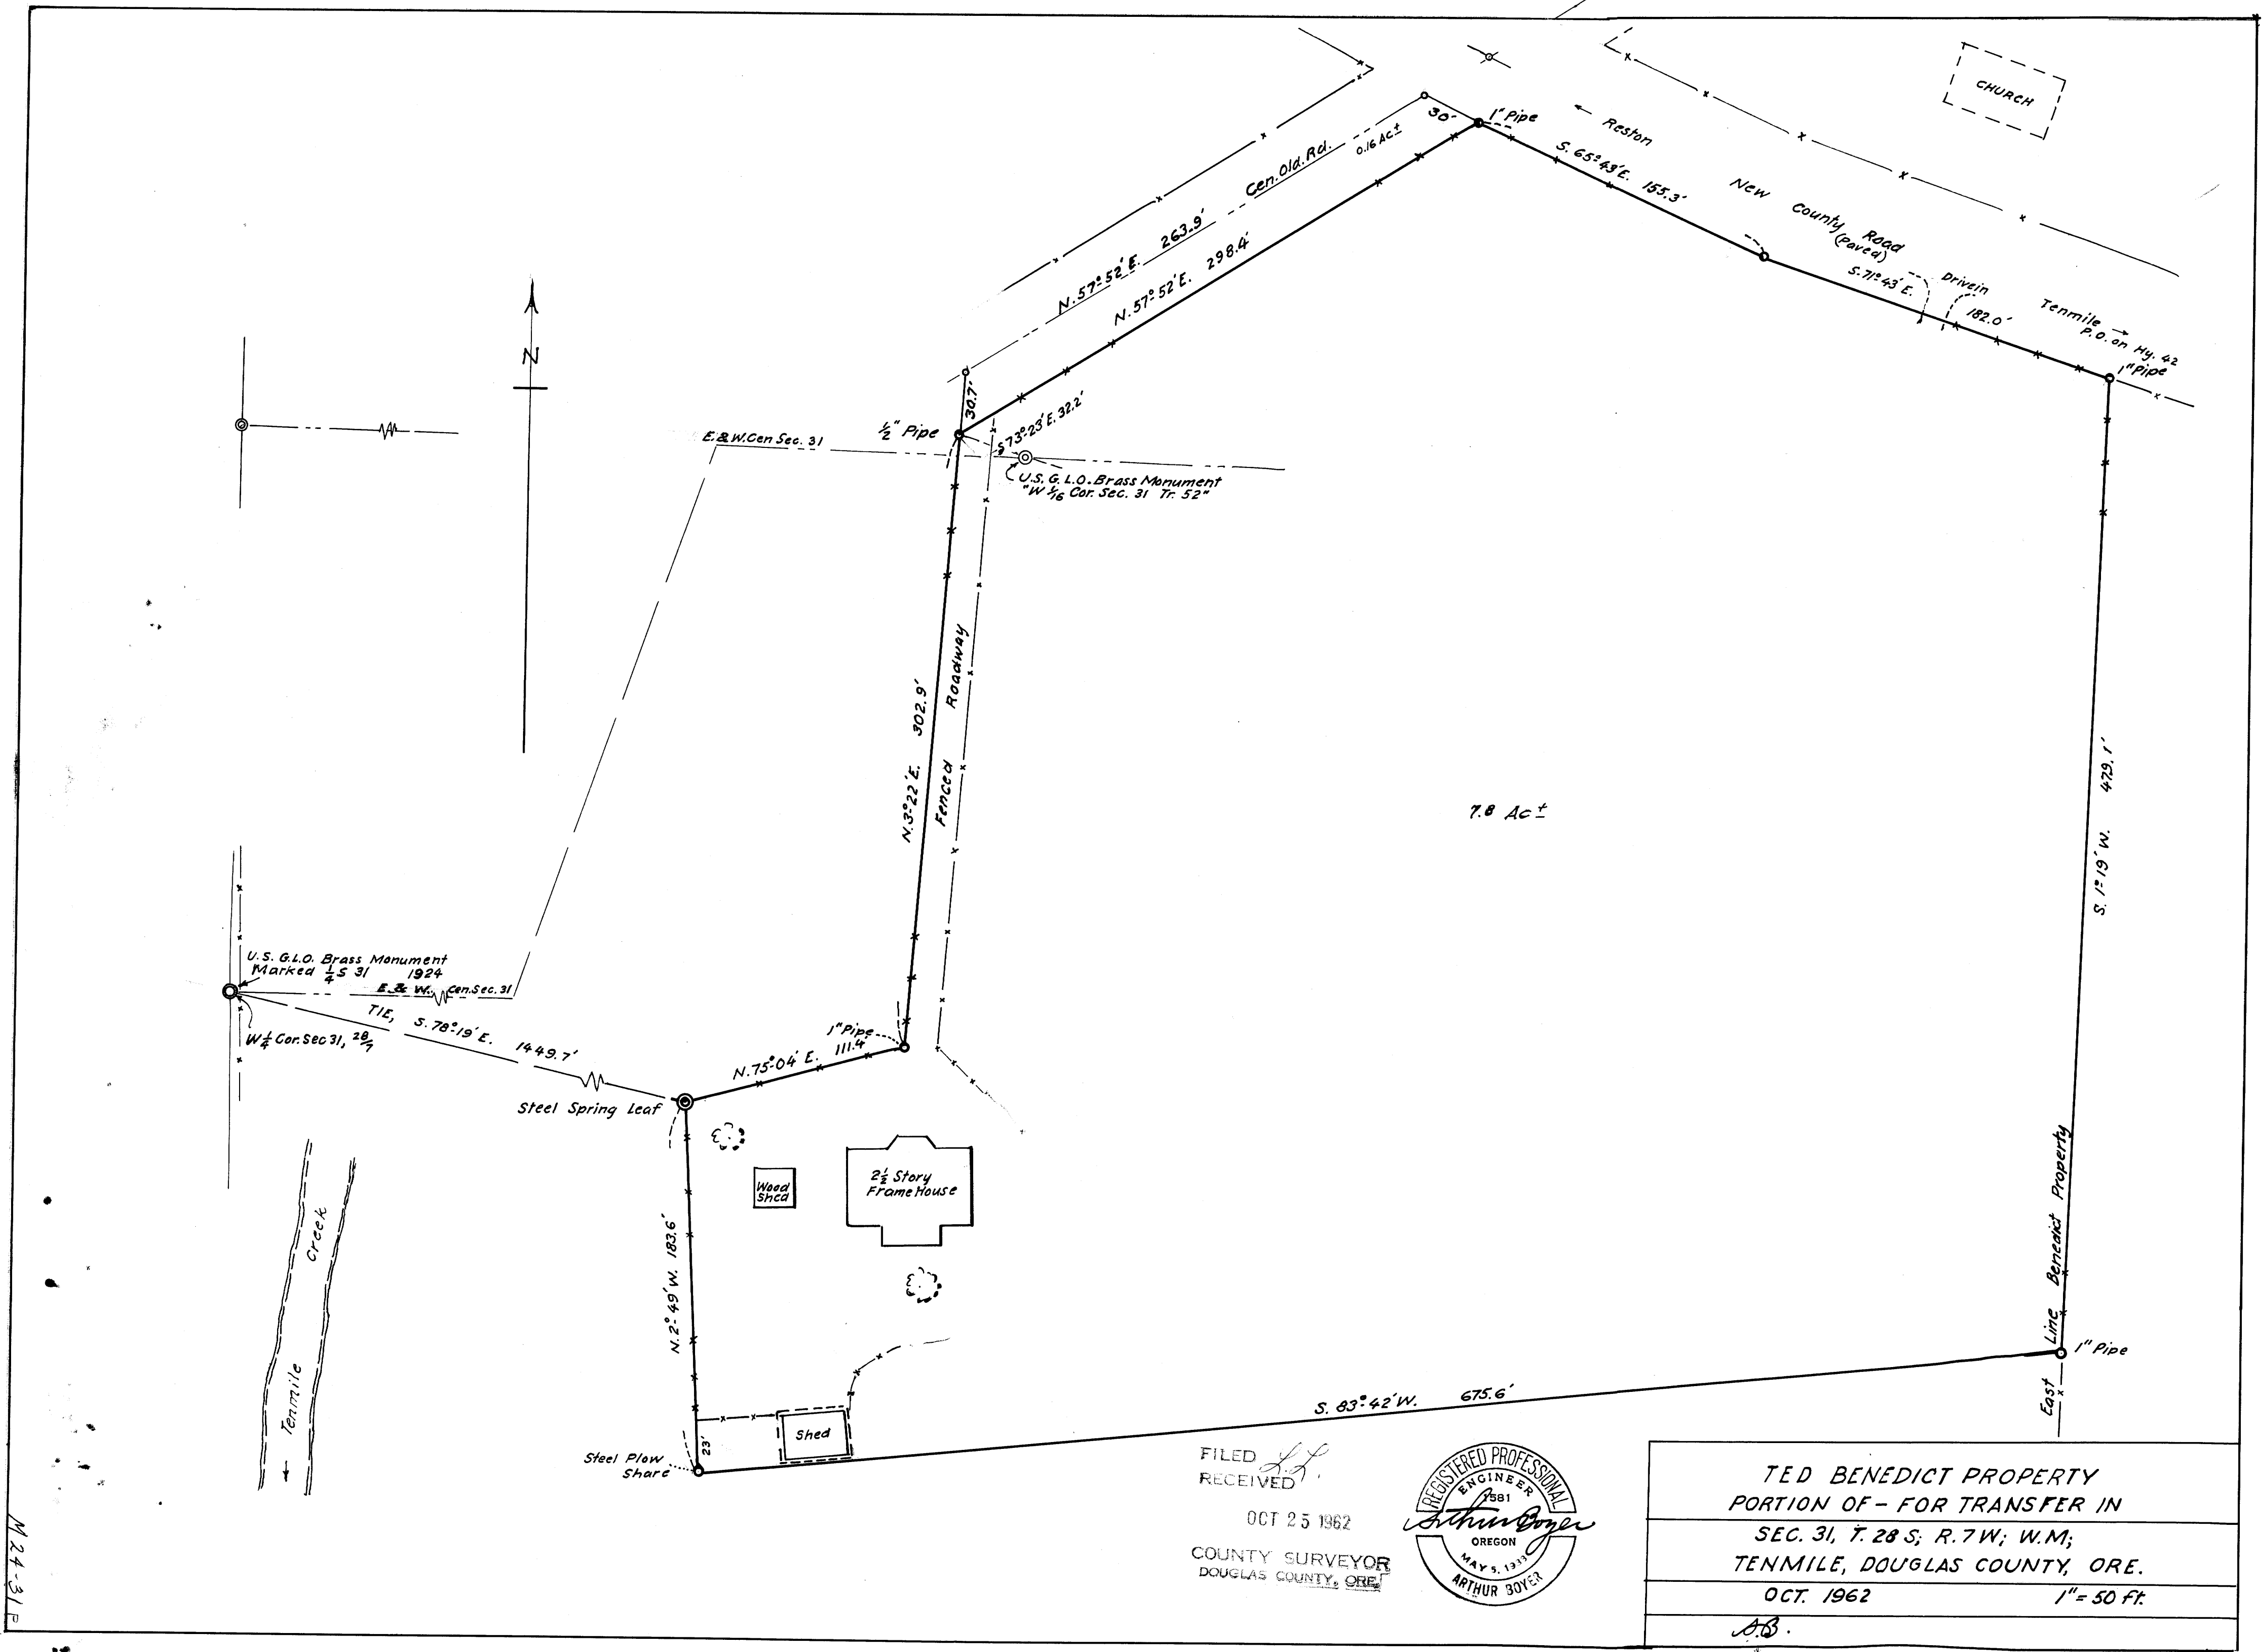 CHURCH
30'
1" Pipe
← Reston
S. 65°-43' E. 155.3'
New County Road
(Paved)
S. 71°-43' E.
Drivein
182.0'
Tenmile →
P.O. on Hy. 42
1" Pipe
Cen. Old. Rd.
0.16 Ac ±
N. 57°-52' E. 263.9'
N. 57°-52' E. 298.4'
N
30.7'
½" Pipe
S 73°-23' E. 32.2'
E. & W. Cen Sec. 31
U.S. G.L.O. Brass Monument
"W 1/16 Cor. Sec. 31 Tr. 52"
N. 3°-22' E. 302.9'
Fenced Roadway
7.8 Ac ±
S. 1°-19' W. 479.1'
U.S. G.L.O. Brass Monument
Marked ¼ S 31 1924
E. & W. Cen. Sec. 31
TIE, S. 78°-19' E. 1449.7'
W ¼ Cor. Sec 31, 28/7
1" Pipe
N. 75°-04' E. 111.4'
Steel Spring Leaf
Wood
Shed
2½ Story
Frame House
N. 2°-49' W. 183.6'
East Line Benedict Property
1" Pipe
← Tenmile Creek
S. 83°-42' W. 675.6'
Shed
23'
Steel Plow
Share
FILED
RECEIVED
OCT 25 1962
COUNTY SURVEYOR
DOUGLAS COUNTY, ORE.
REGISTERED PROFESSIONAL
ENGINEER
1581
Arthur Boyer
OREGON
MAY 5, 1933
ARTHUR BOYER
TED BENEDICT PROPERTY
PORTION OF – FOR TRANSFER IN
SEC. 31, T. 28 S; R. 7 W; W.M;
TENMILE, DOUGLAS COUNTY, ORE.
OCT. 1962 1" = 50 ft.
A.B.
M 24-31 P